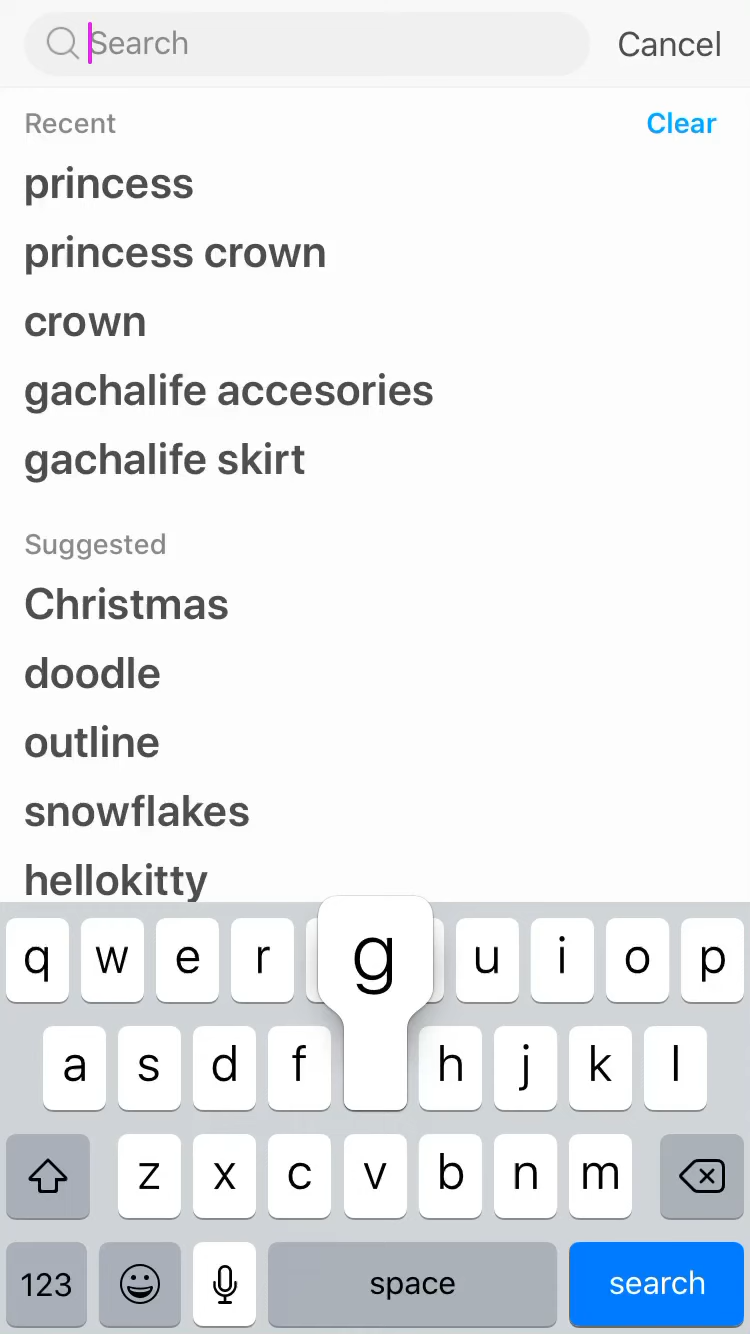 Search Cancel
Recent Clear
princess
princess crown
crown
gachalife accesories
gachalife skirt
Suggested
Christmas
doodle
outline
snowflakes
hellokitty
q w e r g u i o p
a s d f h j k l
z x c v b n m
123 space search